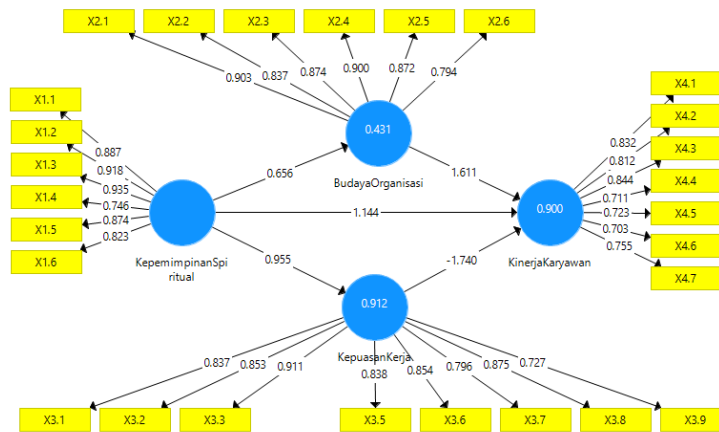 X2.1
X2.2
X2.3
X2.4
X2.5
X2.6
0.903
0.837
0.874
0.900
0.872
0.794
X1.1
X1.2
X1.3
X1.4
X1.5
X1.6
0.887
0.918
0.935
0.746
0.874
0.823
KepemimpinanSpi
ritual
0.656
1.144
0.955
0.431
BudayaOrganisasi
1.611
-1.740
0.900
KinerjaKaryawan
0.832
0.812
0.844
0.711
0.723
0.703
0.755
X4.1
X4.2
X4.3
X4.4
X4.5
X4.6
X4.7
0.912
KepuasanKerja
0.837
0.853
0.911
0.838
0.854
0.796
0.875
0.727
X3.1
X3.2
X3.3
X3.5
X3.6
X3.7
X3.8
X3.9